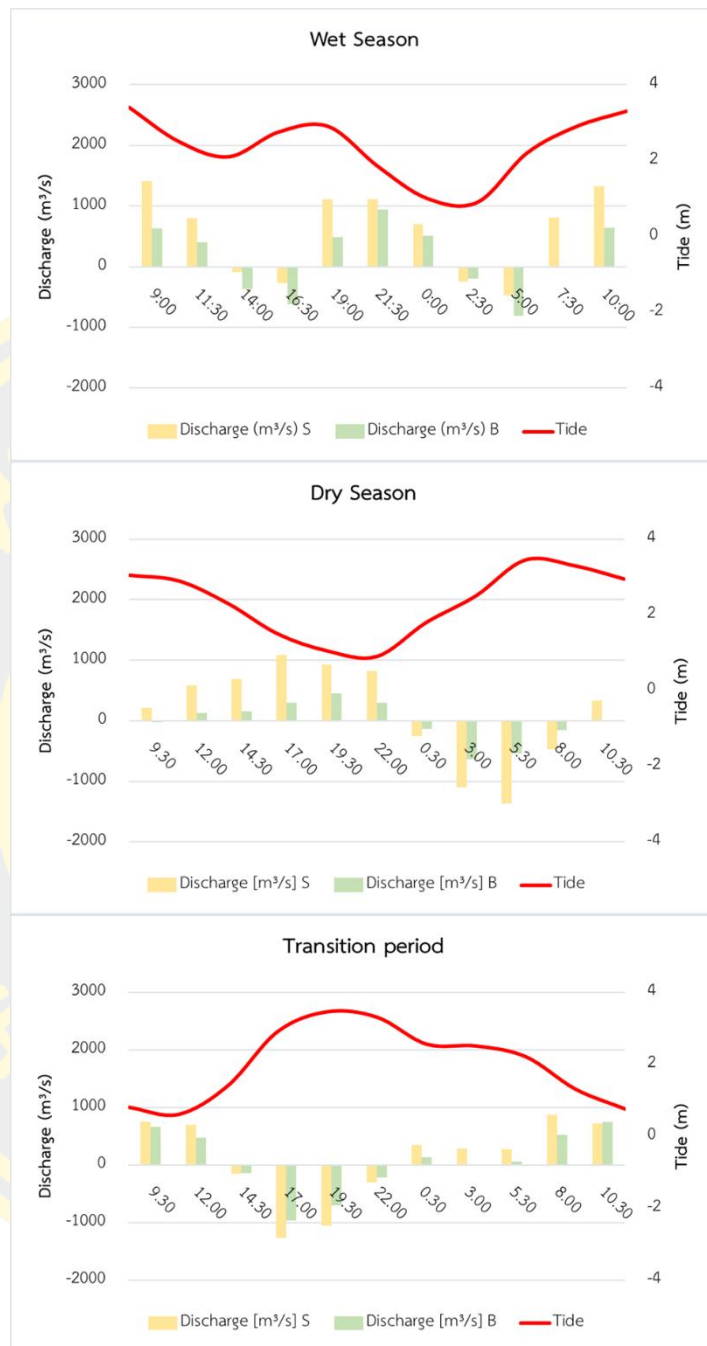 Wet Season
3000
2000
1000
0
-1000
-2000
Discharge (m³/s)
4
2
0
-2
-4
Tide (m)
9:00 11:30 14:00 16:30 19:00 21:30 0:00 2:30 5:00 7:30 10:00
Discharge (m³/s) S Discharge (m³/s) B Tide
Dry Season
3000
2000
1000
0
-1000
-2000
Discharge (m³/s)
4
2
0
-2
-4
Tide (m)
9.30 12.00 14.30 17.00 19.30 22.00 0.30 3.00 5.30 8.00 10.30
Discharge [m³/s] S Discharge [m³/s] B Tide
Transition period
3000
2000
1000
0
-1000
-2000
Discharge (m³/s)
4
2
0
-2
-4
Tide (m)
9.30 12.00 14.30 17.00 19.30 22.00 0.30 3.00 5.30 8.00 10.30
Discharge [m³/s] S Discharge [m³/s] B Tide